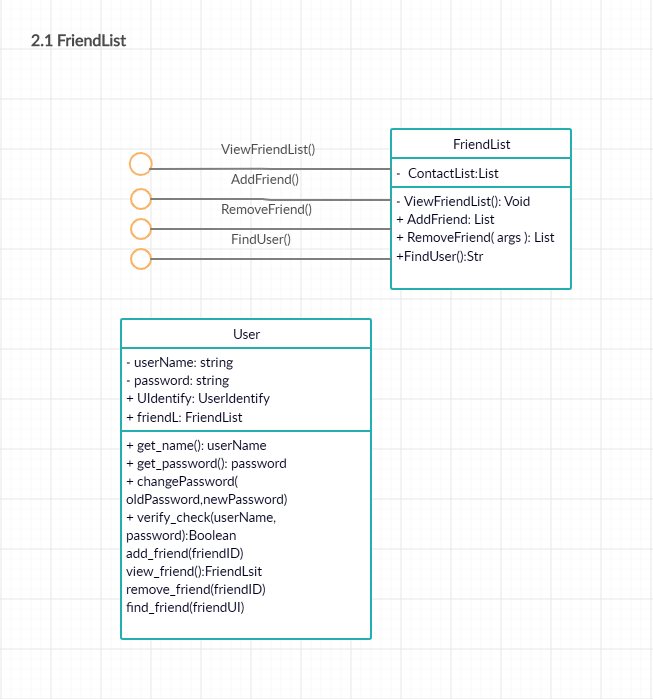 2.1 FriendList
ViewFriendList()
AddFriend()
RemoveFriend()
FindUser()
FriendList
- ContactList:List
- ViewFriendList(): Void
+ AddFriend: List
+ RemoveFriend( args ): List
+FindUser():Str
User
- userName: string
- password: string
+ UIdentify: UserIdentify
+ friendL: FriendList
+ get_name(): userName
+ get_password(): password
+ changePassword(
oldPassword,newPassword)
+ verify_check(userName,
password):Boolean
add_friend(friendID)
view_friend():FriendLsit
remove_friend(friendID)
find_friend(friendUI)